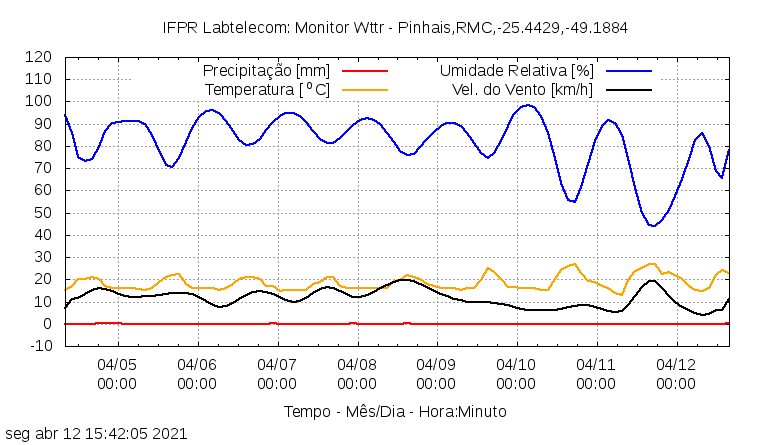 IFPR Labtelecom: Monitor Wttr - Pinhais,RMC,-25.4429,-49.1884
Precipitação [mm]
Umidade Relativa [%]
Temperatura [⁰C]
Vel. do Vento [km/h]
120
110
100
90
80
70
60
50
40
30
20
10
0
-10
04/05 04/06 04/07 04/08 04/09 04/10 04/11 04/12
00:00 00:00 00:00 00:00 00:00 00:00 00:00 00:00
Tempo - Mês/Dia - Hora:Minuto
seg abr 12 15:42:05 2021